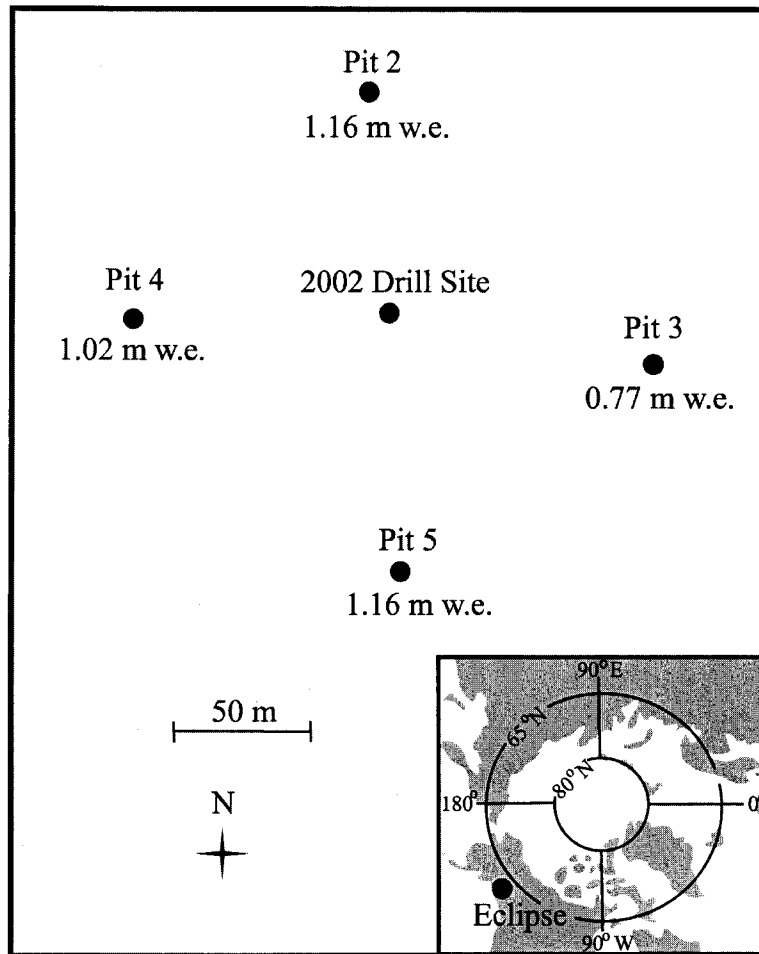 Pit 2
1.16 m w.e.
Pit 4
2002 Drill Site
1.02 m w.e.
Pit 3
0.77 m w.e.
Pit 5
1.16 m w.e.
50 m
N
90°E
65°N
80°N
180°
0°
Eclipse
90°W